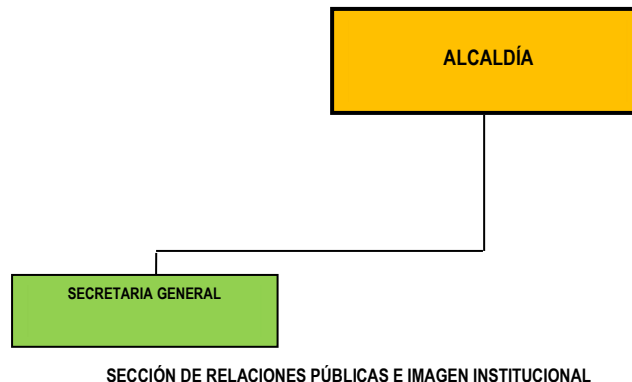 ALCALDÍA
SECRETARIA GENERAL
SECCIÓN DE RELACIONES PÚBLICAS E IMAGEN INSTITUCIONAL